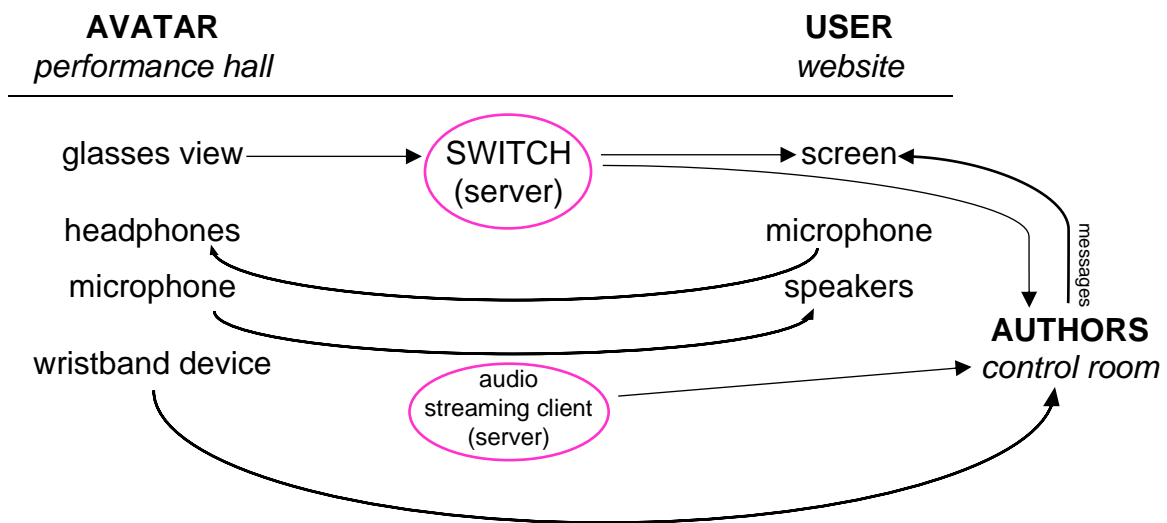 AVATAR
performance hall
USER
website
glasses view
SWITCH
(server)
screen
headphones
microphone
messages
microphone
speakers
AUTHORS
control room
wristband device
audio
streaming client
(server)